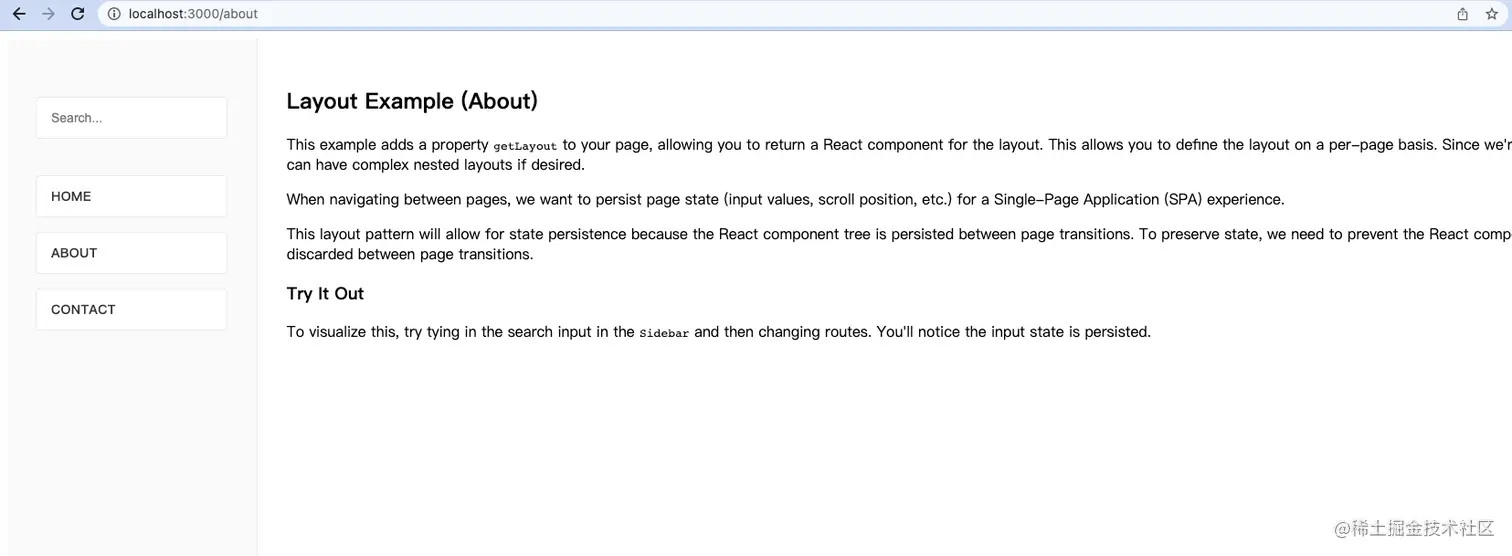 localhost:3000/about
Search...
HOME
ABOUT
CONTACT
Layout Example (About)
This example adds a property getLayout to your page, allowing you to return a React component for the layout. This allows you to define the layout on a per-page basis. Since we'r
can have complex nested layouts if desired.
When navigating between pages, we want to persist page state (input values, scroll position, etc.) for a Single-Page Application (SPA) experience.
This layout pattern will allow for state persistence because the React component tree is persisted between page transitions. To preserve state, we need to prevent the React comp
discarded between page transitions.
Try It Out
To visualize this, try tying in the search input in the Sidebar and then changing routes. You'll notice the input state is persisted.
@稀土掘金技术社区